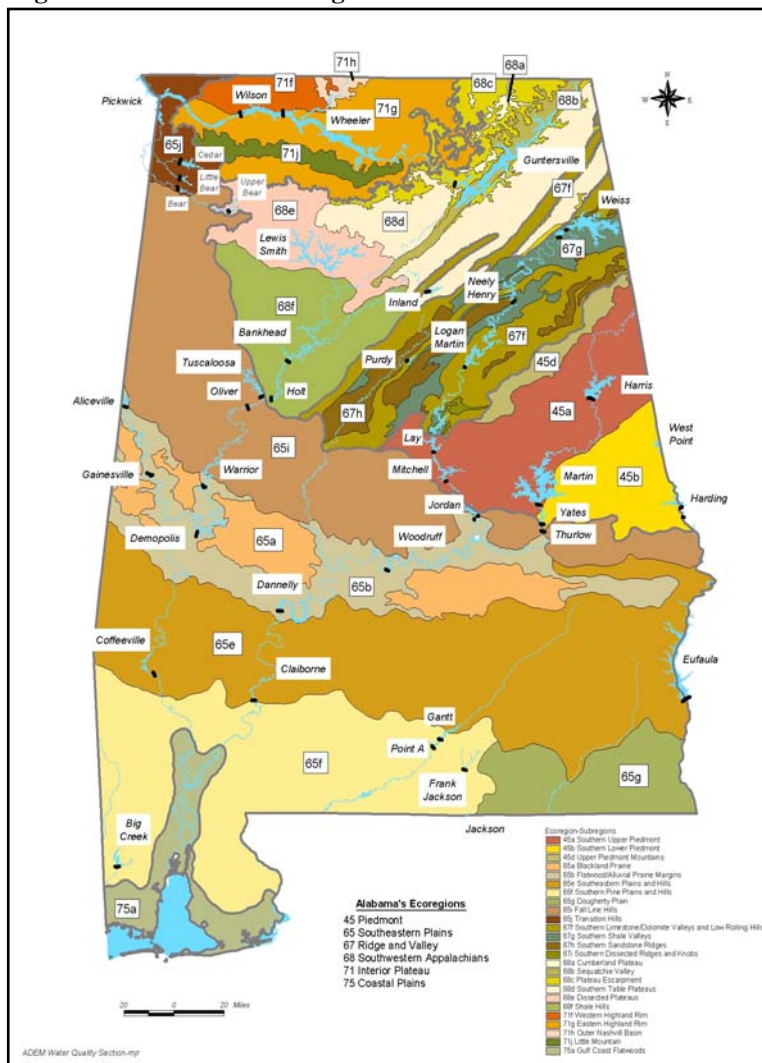 71h
68a
71f
68c
68b
Pickwick
Wilson
71g
Wheeler
N
W
E
S
65j
Cedar
71j
Guntersville
Little
Bear
Upper
Bear
67f
Bear
Weiss
68e
68d
67g
Lewis
Smith
Neely
Henry
68f
Inland
Bankhead
Logan
Martin
67f
Tuscaloosa
Purdy
45d
Oliver
Holt
Harris
Aliceville
67h
45a
West
Point
Lay
65i
Gainesville
Warrior
Mitchell
Martin
45b
Harding
Jordan
Yates
Demopolis
65a
Woodruff
Thurlow
Dannelly
65b
Coffeeville
65e
Eufaula
Claiborne
Gantt
Point A
65f
65g
Frank
Jackson
Big
Creek
Jackson
75a
Alabama's Ecoregions
45 Piedmont
65 Southeastern Plains
67 Ridge and Valley
68 Southwestern Appalachians
71 Interior Plateau
75 Coastal Plains
Ecoregion-Subregions
45a Southern Upper Piedmont
45b Southern Lower Piedmont
45d Upper Piedmont Mountains
65a Blackland Prairie
65b Flatwood/Alluvial Prairie Margins
65e Southeastern Plains and Hills
65f Southern Pine Plains and Hills
65g Dougherty Plain
65i Fall Line Hills
65j Transition Hills
67f Southern Limestone/Dolomite Valleys and Low Rolling Hills
67g Southern Shale Valleys
67h Southern Sandstone Ridges
67i Southern Dissected Ridges and Knobs
68a Cumberland Plateau
68b Sequatchie Valley
68c Plateau Escarpment
68d Southern Table Plateaus
68e Dissected Plateaus
68f Shale Hills
71f Western Highland Rim
71g Eastern Highland Rim
71h Outer Nashvill Basin
71j Little Mountain
75a Gulf Coast Flatwoods
20 0 20 Miles
ADEM Water Quality Section-mjr